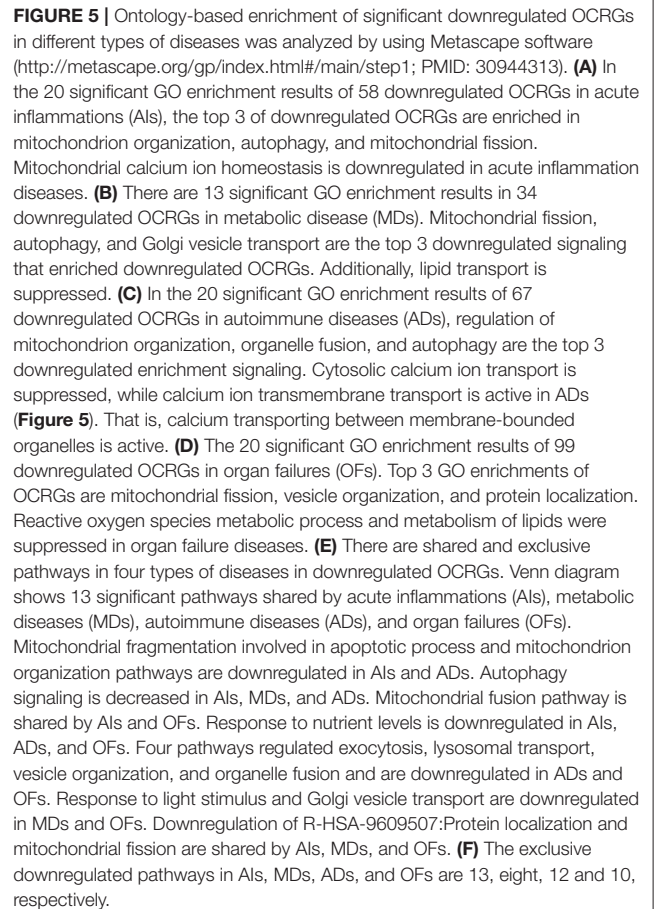 FIGURE 5 | Ontology-based enrichment of significant downregulated OCRGs
in different types of diseases was analyzed by using Metascape software
(http://metascape.org/gp/index.html#/main/step1; PMID: 30944313). (A) In
the 20 significant GO enrichment results of 58 downregulated OCRGs in acute
inflammations (AIs), the top 3 of downregulated OCRGs are enriched in
mitochondrion organization, autophagy, and mitochondrial fission.
Mitochondrial calcium ion homeostasis is downregulated in acute inflammation
diseases. (B) There are 13 significant GO enrichment results in 34
downregulated OCRGs in metabolic disease (MDs). Mitochondrial fission,
autophagy, and Golgi vesicle transport are the top 3 downregulated signaling
that enriched downregulated OCRGs. Additionally, lipid transport is
suppressed. (C) In the 20 significant GO enrichment results of 67
downregulated OCRGs in autoimmune diseases (ADs), regulation of
mitochondrion organization, organelle fusion, and autophagy are the top 3
downregulated enrichment signaling. Cytosolic calcium ion transport is
suppressed, while calcium ion transmembrane transport is active in ADs
(Figure 5). That is, calcium transporting between membrane-bounded
organelles is active. (D) The 20 significant GO enrichment results of 99
downregulated OCRGs in organ failures (OFs). Top 3 GO enrichments of
OCRGs are mitochondrial fission, vesicle organization, and protein localization.
Reactive oxygen species metabolic process and metabolism of lipids were
suppressed in organ failure diseases. (E) There are shared and exclusive
pathways in four types of diseases in downregulated OCRGs. Venn diagram
shows 13 significant pathways shared by acute inflammations (AIs), metabolic
diseases (MDs), autoimmune diseases (ADs), and organ failures (OFs).
Mitochondrial fragmentation involved in apoptotic process and mitochondrion
organization pathways are downregulated in AIs and ADs. Autophagy
signaling is decreased in AIs, MDs, and ADs. Mitochondrial fusion pathway is
shared by AIs and OFs. Response to nutrient levels is downregulated in AIs,
ADs, and OFs. Four pathways regulated exocytosis, lysosomal transport,
vesicle organization, and organelle fusion and are downregulated in ADs and
OFs. Response to light stimulus and Golgi vesicle transport are downregulated
in MDs and OFs. Downregulation of R-HSA-9609507:Protein localization and
mitochondrial fission are shared by AIs, MDs, and OFs. (F) The exclusive
downregulated pathways in AIs, MDs, ADs, and OFs are 13, eight, 12 and 10,
respectively.